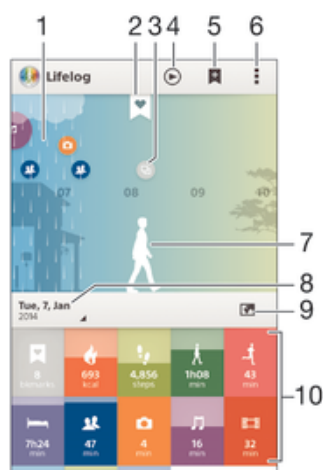 1
2 3 4 5 6
Lifelog
07 08 09 10
7
8
Tue, 7, Jan
2014
9
8 693 4,856 1h08 43
bookmarks kcal steps min min
10
7h24 47 4 16 32
min min min min min